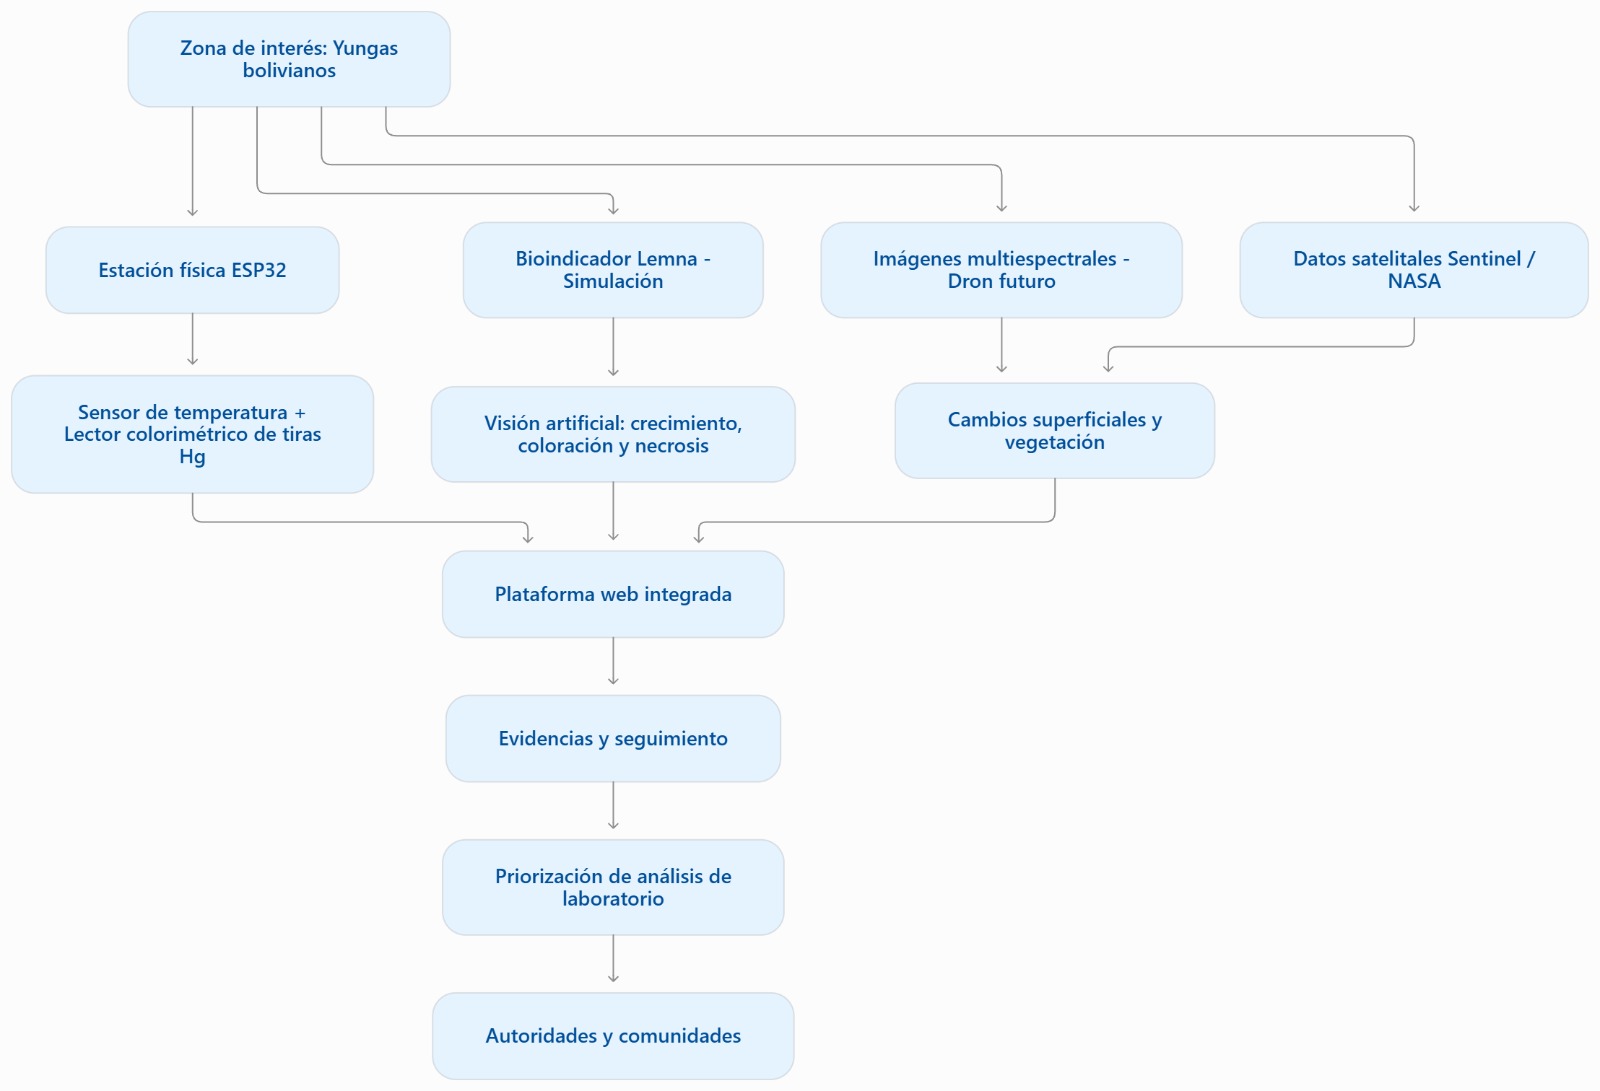 Zona de interés: Yungas
bolivianos
Estación física ESP32
Bioindicador Lemna -
Simulación
Imágenes multiespectrales -
Dron futuro
Datos satelitales Sentinel /
NASA
Sensor de temperatura +
Lector colorimétrico de tiras
Hg
Visión artificial: crecimiento,
coloración y necrosis
Cambios superficiales y
vegetación
Plataforma web integrada
Evidencias y seguimiento
Priorización de análisis de
laboratorio
Autoridades y comunidades